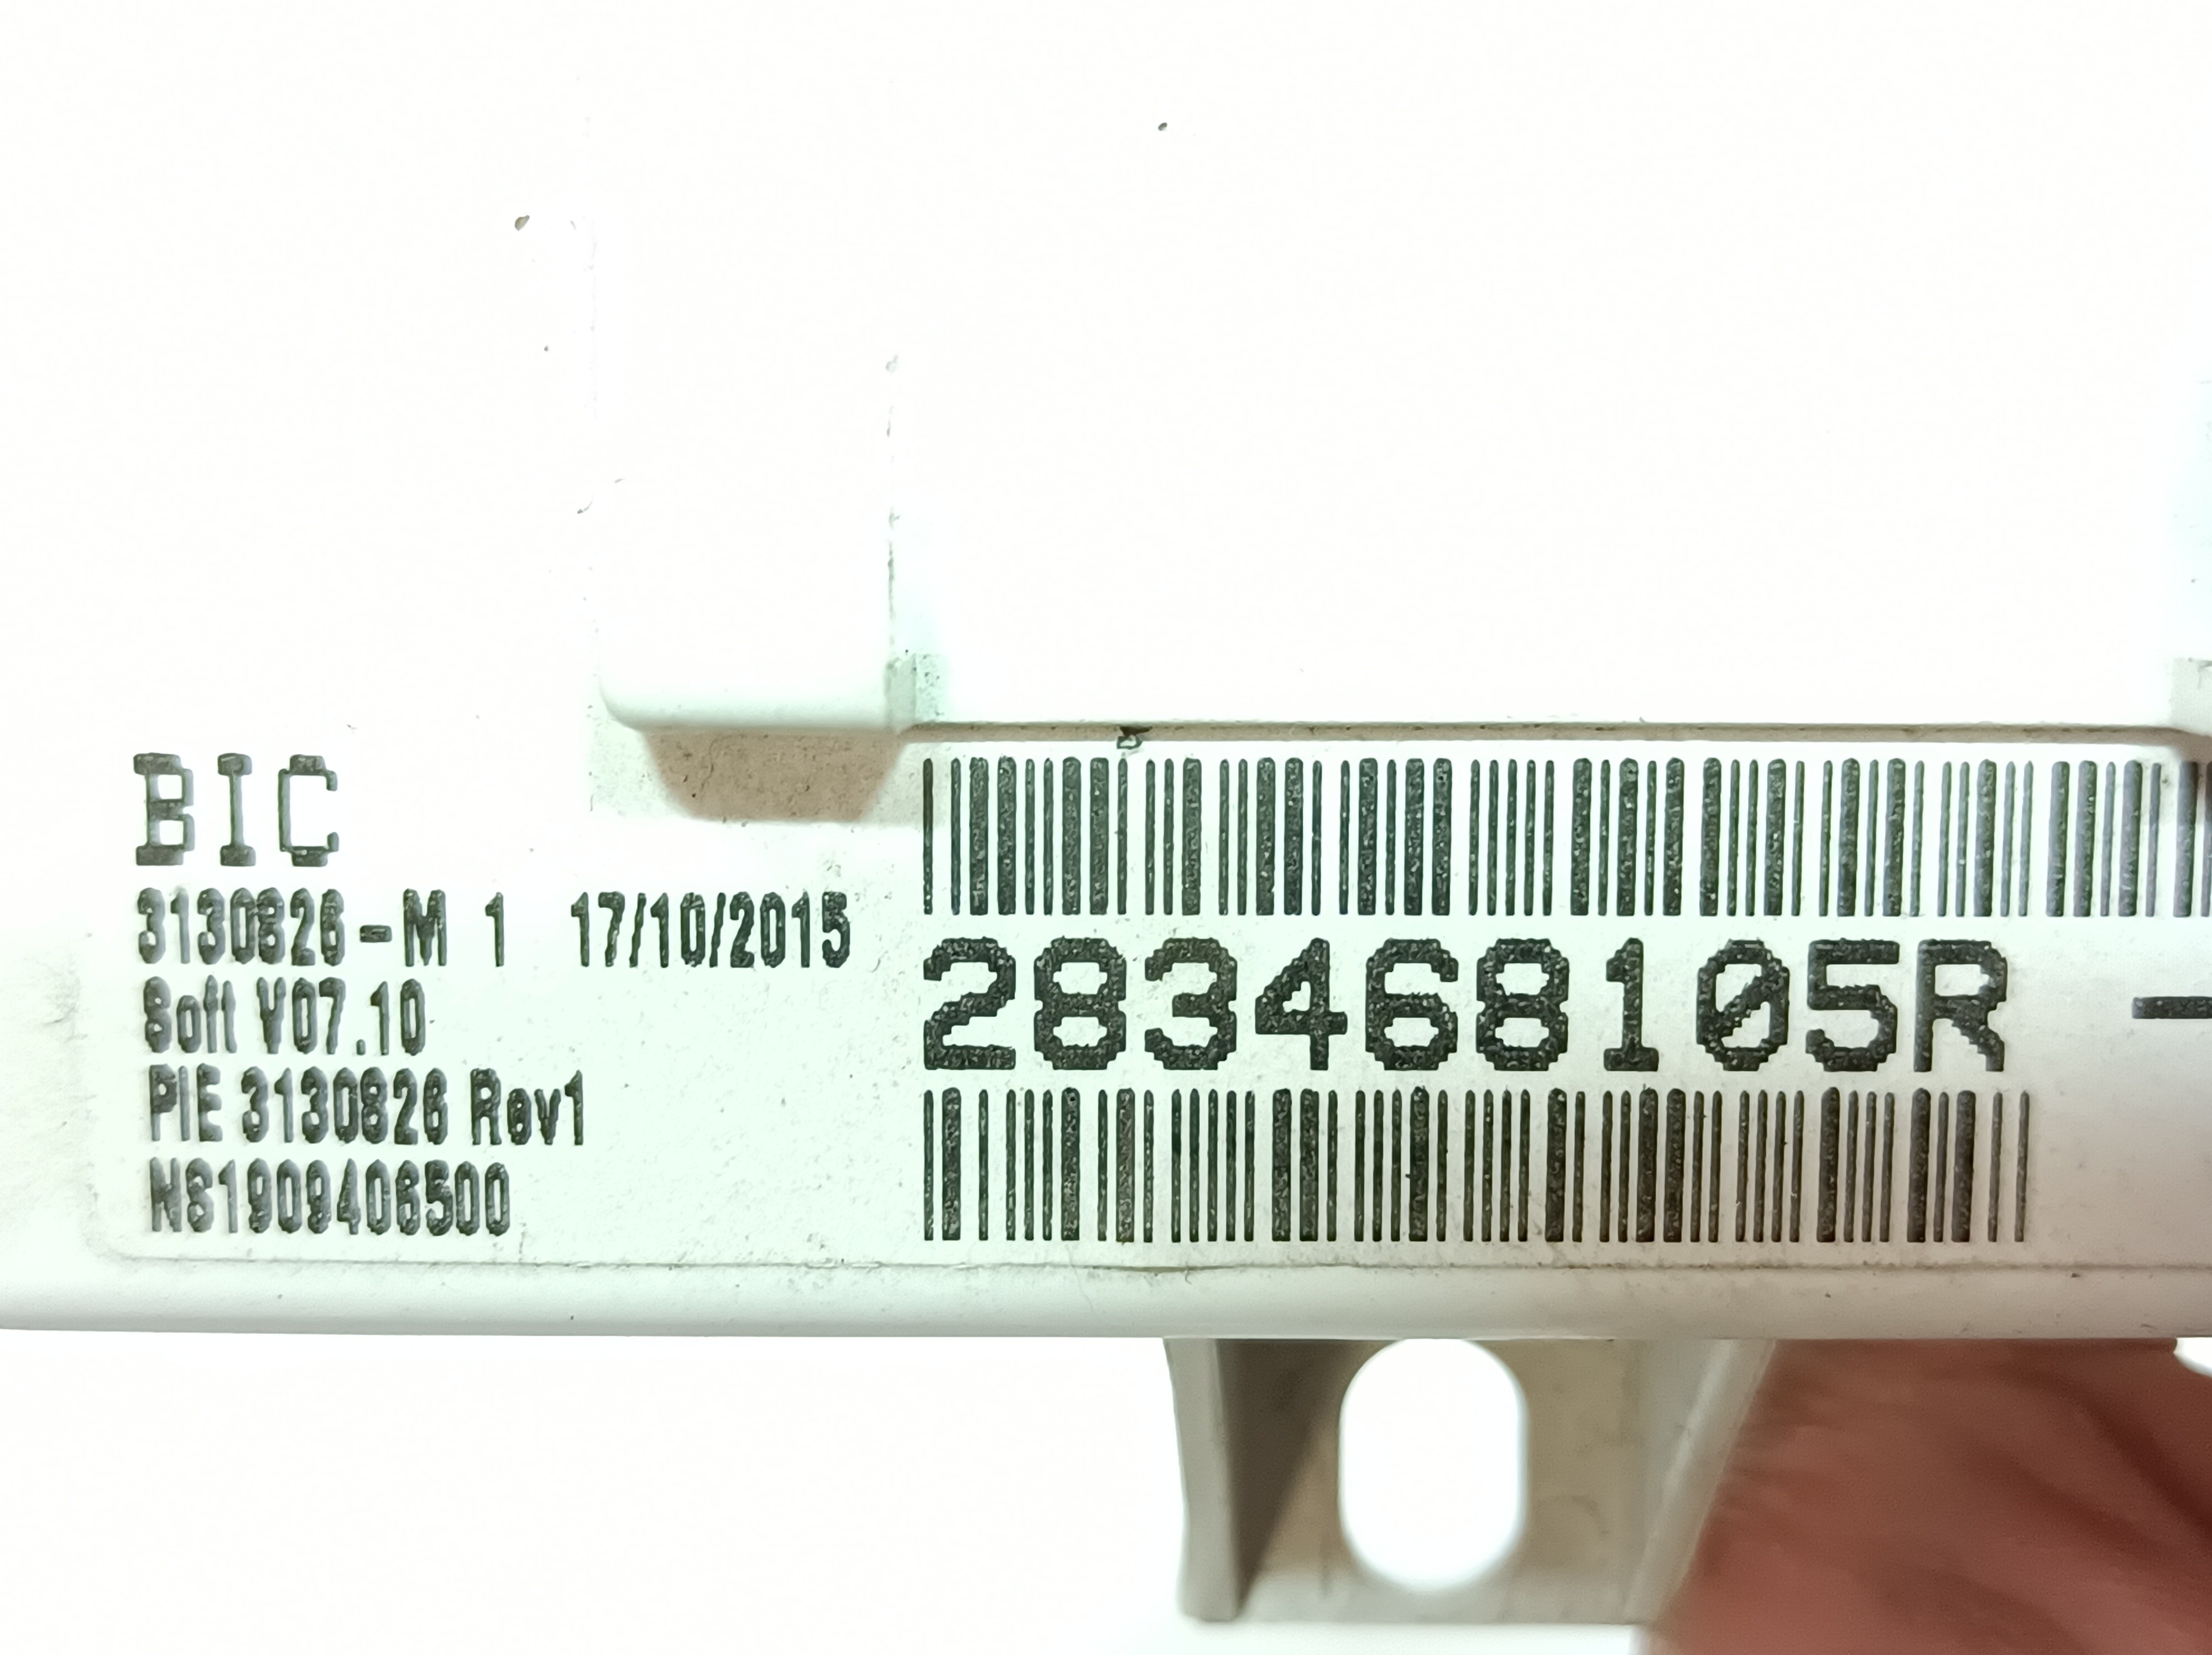 BIC
3130826-M 1 17/10/2015
Soft V07.10
PIE 3130826 Rev1
NS1909406500
283468105R -